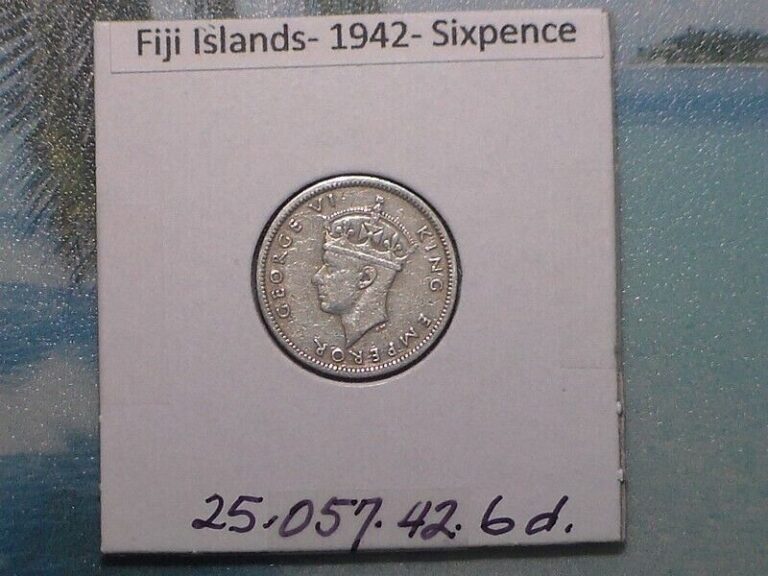 Fiji Islands- 1942- Sixpence
GEORGE VI KING EMPEROR
25.057.42.6d.